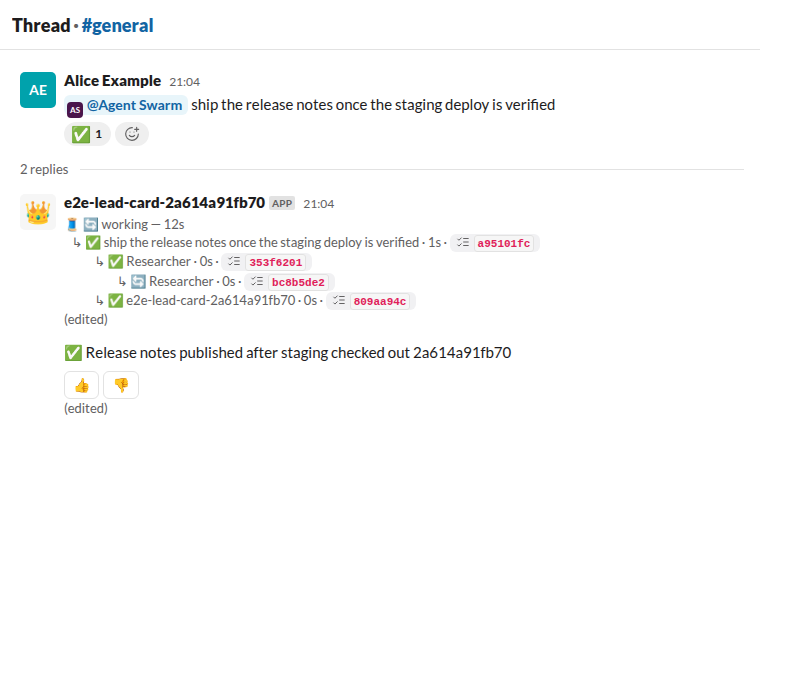 Thread · #general
AE
Alice Example 21:04
AS @Agent Swarm ship the release notes once the staging deploy is verified
✅ 1
2 replies
👑 e2e-lead-card-2a614a91fb70 APP 21:04
🧵 🔄 working — 12s
↳ ✅ ship the release notes once the staging deploy is verified · 1s · a95101fc
↳ ✅ Researcher · 0s · 353f6201
↳ 🔄 Researcher · 0s · bc8b5de2
↳ ✅ e2e-lead-card-2a614a91fb70 · 0s · 809aa94c
(edited)
✅ Release notes published after staging checked out 2a614a91fb70
👍 👎
(edited)